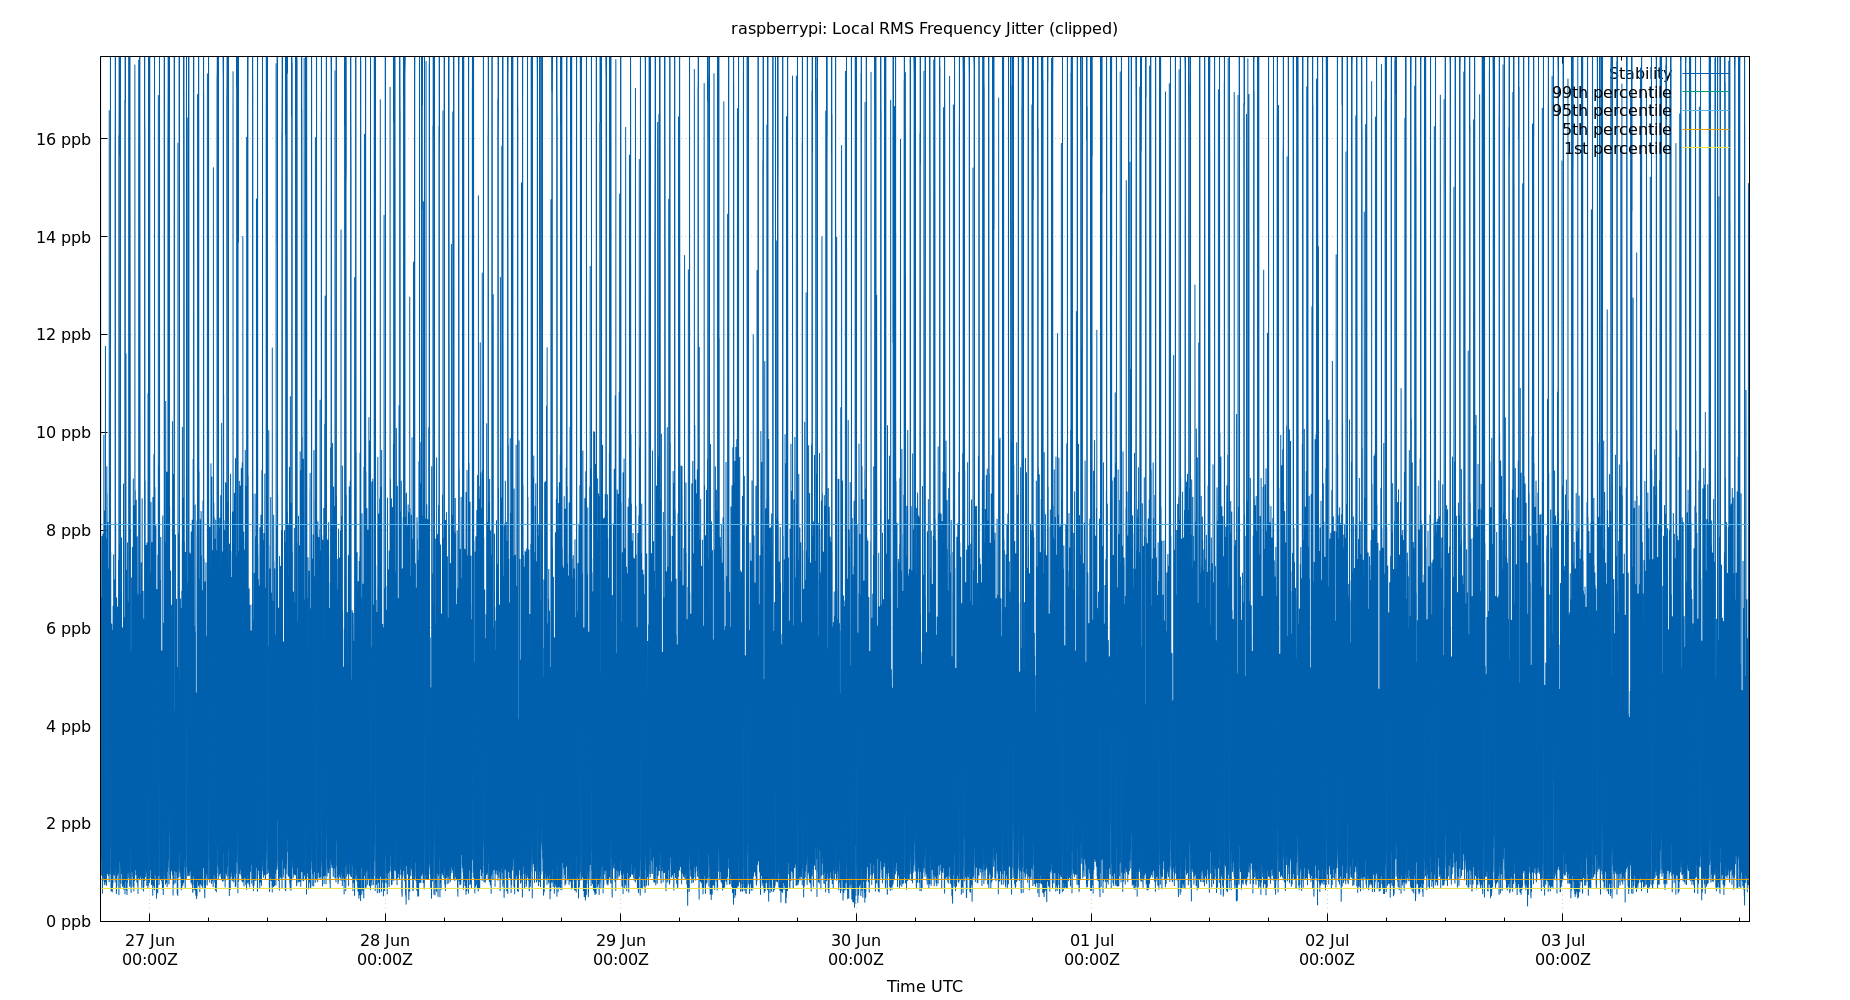 raspberrypi: Local RMS Frequency Jitter (clipped)
Stability
99th percentile
95th percentile
5th percentile
1st percentile
16 ppb
14 ppb
12 ppb
10 ppb
8 ppb
6 ppb
4 ppb
2 ppb
0 ppb
27 Jun 28 Jun 29 Jun 30 Jun 01 Jul 02 Jul 03 Jul
00:00Z 00:00Z 00:00Z 00:00Z 00:00Z 00:00Z 00:00Z
Time UTC